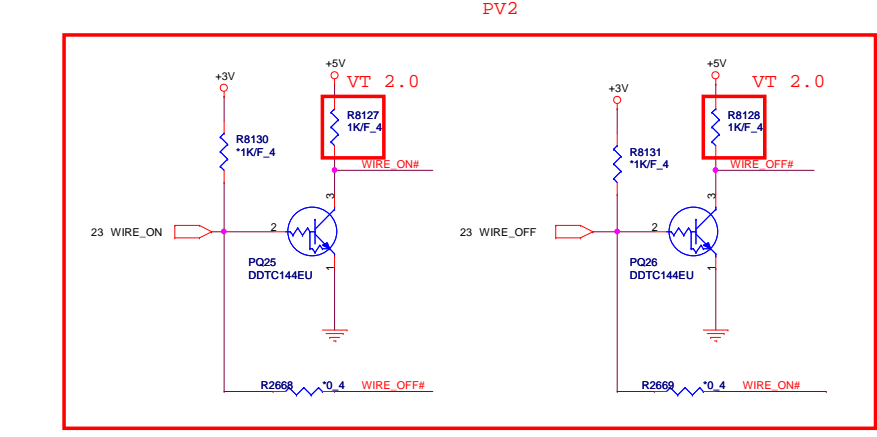 PV2
+3V
+5V
VT 2.0
R8130
*1K/F_4
R8127
1K/F_4
WIRE_ON#
3
23 WIRE_ON
2
PQ25
DDTC144EU
1
R2668
*0_4
WIRE_OFF#
+3V
+5V
VT 2.0
R8131
*1K/F_4
R8128
1K/F_4
WIRE_OFF#
3
23 WIRE_OFF
2
PQ26
DDTC144EU
1
R2669
*0_4
WIRE_ON#